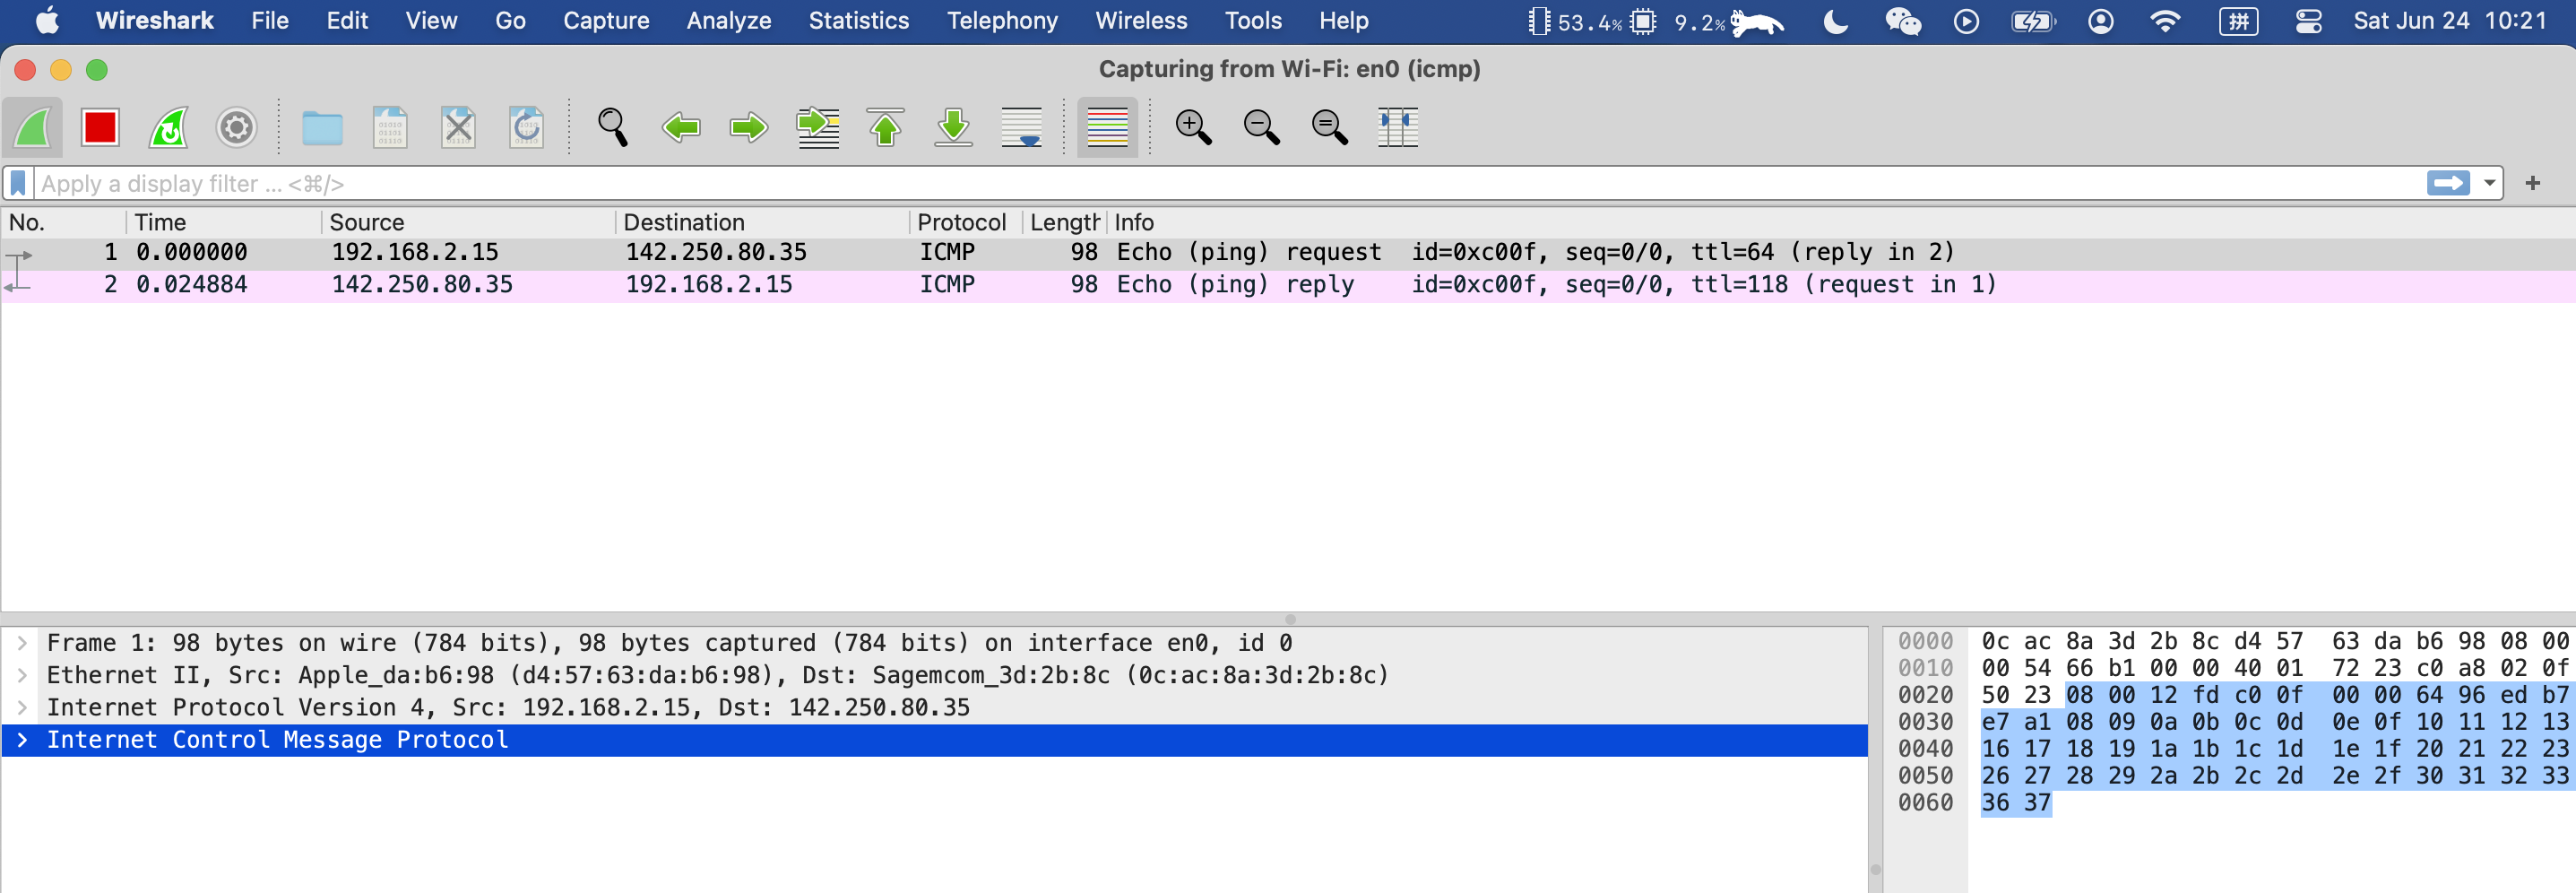 Wireshark File Edit View Go Capture Analyze Statistics Telephony Wireless Tools Help 53.4% 9.2% 拼 Sat Jun 24 10:21
Capturing from Wi-Fi: en0 (icmp)
Apply a display filter ... <⌘/>
No. Time Source Destination Protocol Length Info
1 0.000000 192.168.2.15 142.250.80.35 ICMP 98 Echo (ping) request id=0xc00f, seq=0/0, ttl=64 (reply in 2)
2 0.024884 142.250.80.35 192.168.2.15 ICMP 98 Echo (ping) reply id=0xc00f, seq=0/0, ttl=118 (request in 1)
Frame 1: 98 bytes on wire (784 bits), 98 bytes captured (784 bits) on interface en0, id 0
Ethernet II, Src: Apple_da:b6:98 (d4:57:63:da:b6:98), Dst: Sagemcom_3d:2b:8c (0c:ac:8a:3d:2b:8c)
Internet Protocol Version 4, Src: 192.168.2.15, Dst: 142.250.80.35
Internet Control Message Protocol
0000 0c ac 8a 3d 2b 8c d4 57 63 da b6 98 08 00
0010 00 54 66 b1 00 00 40 01 72 23 c0 a8 02 0f
0020 50 23 08 00 12 fd c0 0f 00 00 64 96 ed b7
0030 e7 a1 08 09 0a 0b 0c 0d 0e 0f 10 11 12 13
0040 16 17 18 19 1a 1b 1c 1d 1e 1f 20 21 22 23
0050 26 27 28 29 2a 2b 2c 2d 2e 2f 30 31 32 33
0060 36 37